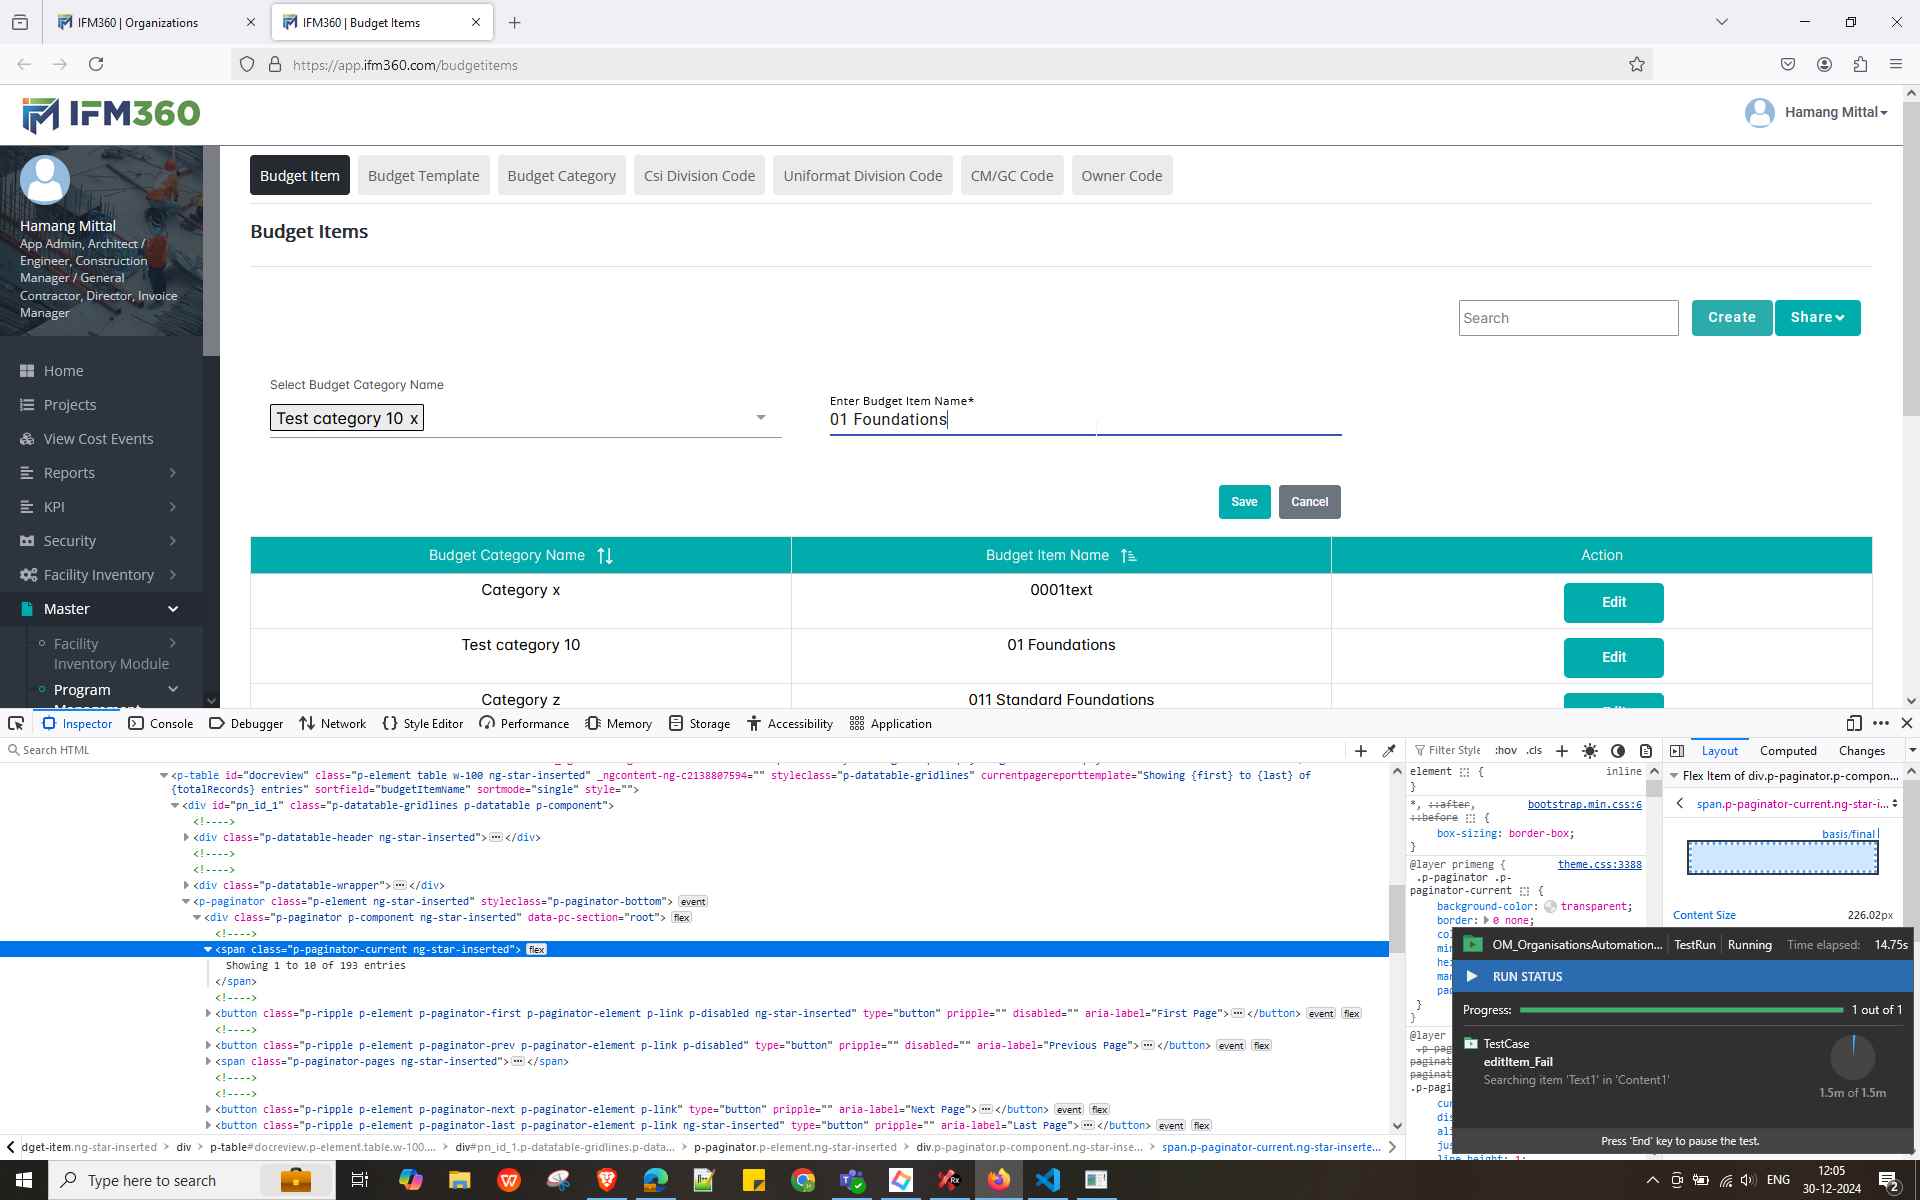 IFM360 | Organizations
IFM360 | Budget Items
https://app.ifm360.com/budgetitems
IFM360
Hamang Mittal
Hamang Mittal
App Admin, Architect /
Engineer, Construction
Manager / General
Contractor, Director, Invoice
Manager
Home
Projects
View Cost Events
Reports
KPI
Security
Facility Inventory
Master
Facility
Inventory Module
Program
Budget Item
Budget Template
Budget Category
Csi Division Code
Uniformat Division Code
CM/GC Code
Owner Code
Budget Items
Search
Create
Share
Select Budget Category Name
Test category 10 x
Enter Budget Item Name*
01 Foundations
Save
Cancel
Budget Category Name
Budget Item Name
Action
Category x
0001text
Edit
Test category 10
01 Foundations
Edit
Category z
011 Standard Foundations
Inspector
Console
Debugger
Network
Style Editor
Performance
Memory
Storage
Accessibility
Application
Search HTML
<p-table id="docreview" class="p-element table w-100 ng-star-inserted" _ngcontent-ng-c2138807594="" styleclass="p-datatable-gridlines" currentpagereporttemplate="Showing {first} to {last} of
{totalRecords} entries" sortfield="budgetItemName" sortmode="single" style="">
<div id="pn_id_1" class="p-datatable-gridlines p-datatable p-component">
<!---->
<div class="p-datatable-header ng-star-inserted"></div>
<!---->
<!---->
<div class="p-datatable-wrapper"></div>
<p-paginator class="p-element ng-star-inserted" styleclass="p-paginator-bottom"> event
<div class="p-paginator p-component ng-star-inserted" data-pc-section="root"> flex
<!---->
<span class="p-paginator-current ng-star-inserted"> flex
Showing 1 to 10 of 193 entries
</span>
<!---->
<button class="p-ripple p-element p-paginator-first p-paginator-element p-link p-disabled ng-star-inserted" type="button" pripple="" disabled="" aria-label="First Page"></button> event flex
<!---->
<button class="p-ripple p-element p-paginator-prev p-paginator-element p-link p-disabled" type="button" pripple="" disabled="" aria-label="Previous Page"></button> event flex
<span class="p-paginator-pages ng-star-inserted"></span>
<!---->
<!---->
<button class="p-ripple p-element p-paginator-next p-paginator-element p-link" type="button" pripple="" aria-label="Next Page"></button> event flex
<button class="p-ripple p-element p-paginator-last p-paginator-element p-link ng-star-inserted" type="button" pripple="" aria-label="Last Page"></button> event flex
dget-item.ng-star-inserted
div
p-table#docreview.p-element.table.w-100....
div#pn_id_1.p-datatable-gridlines.p-data...
p-paginator.p-element.ng-star-inserted
div.p-paginator.p-component.ng-star-inse...
span.p-paginator-current.ng-star-inserte...
Filter Style
:hov .cls
element {
inline
}
*, ::after,
bootstrap.min.css:6
::before {
box-sizing: border-box;
}
@layer primeng {
theme.css:3388
.p-paginator .p-
paginator-current {
background-color: transparent;
border: 0 none;
}
}
@layer
Layout
Computed
Changes
Flex Item of div.p-paginator.p-compon...
span.p-paginator-current.ng-star-i...
basis/final
Content Size
226.02px
OM_OrganisationsAutomation...
TestRun
Running
Time elapsed: 14.75s
RUN STATUS
Progress: 1 out of 1
TestCase
editItem_Fail
Searching item 'Text1' in 'Content1'
1.5m of 1.5m
Press 'End' key to pause the test.
Type here to search
ENG
12:05
30-12-2024
2